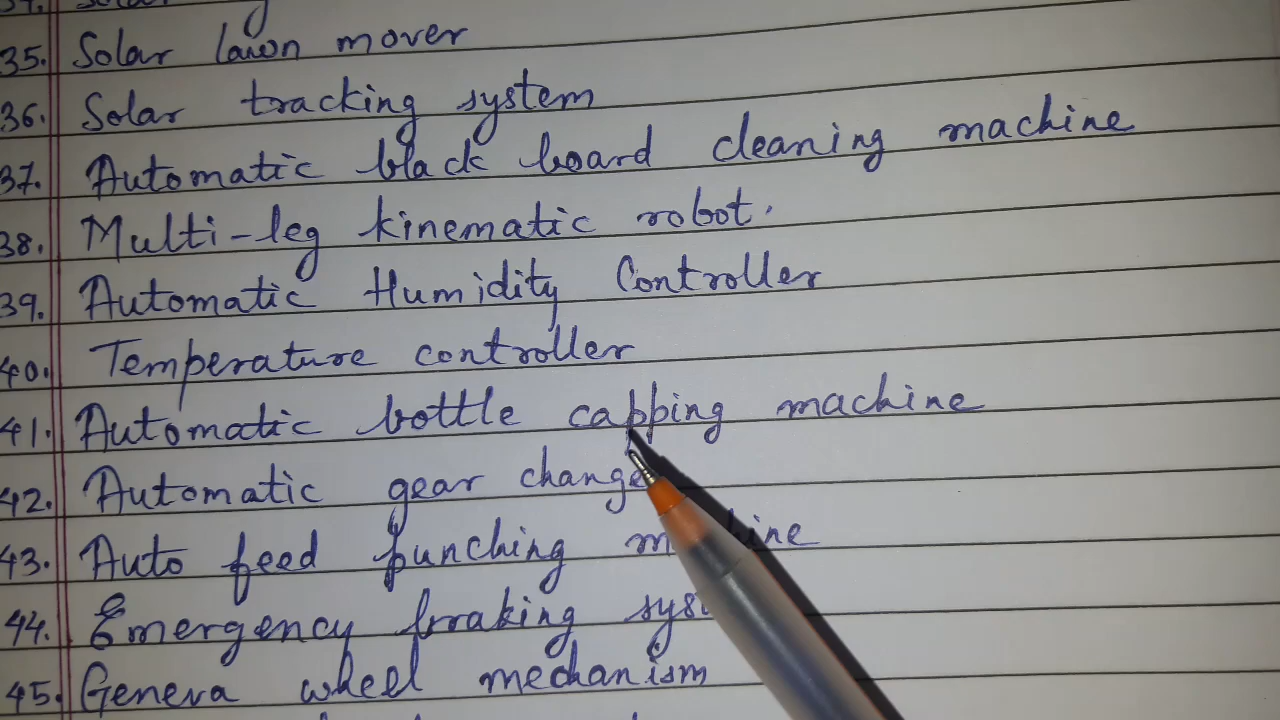 35. Solar lawn mover
36. Solar tracking system
37. Automatic black board cleaning machine
38. Multi-leg kinematic robot.
39. Automatic Humidity Controller
40. Temperature controller
41. Automatic bottle capping machine
42. Automatic gear change
43. Auto feed punching
44. Emergency braking
45. Geneva wheel mechanism